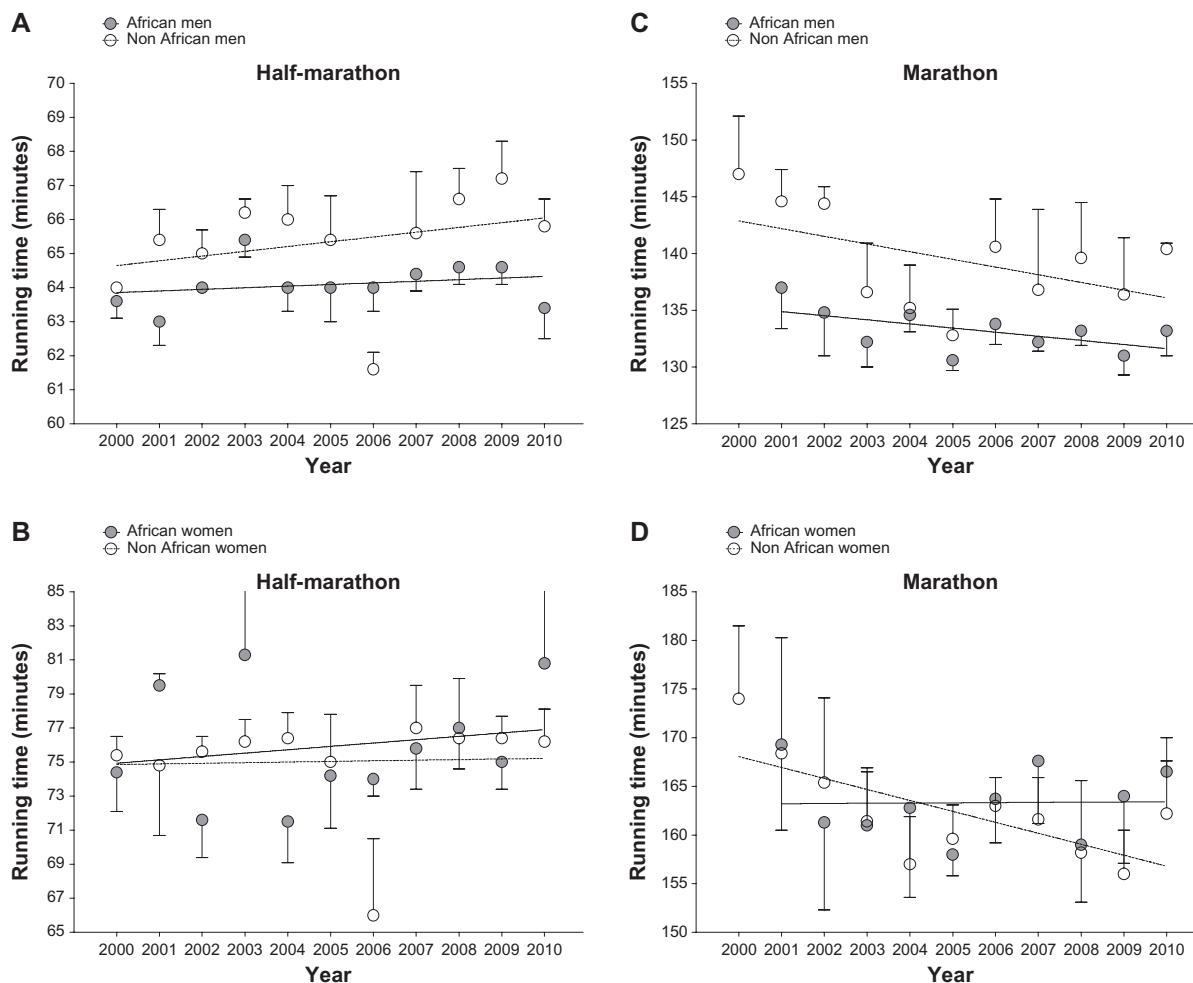 A
African men
Non African men
Half-marathon
Running time (minutes)
70
69
68
67
66
65
64
63
62
61
60
2000 2001 2002 2003 2004 2005 2006 2007 2008 2009 2010
Year
C
African men
Non African men
Marathon
Running time (minutes)
155
150
145
140
135
130
125
2000 2001 2002 2003 2004 2005 2006 2007 2008 2009 2010
Year
B
African women
Non African women
Half-marathon
Running time (minutes)
85
83
81
79
77
75
73
71
69
67
65
2000 2001 2002 2003 2004 2005 2006 2007 2008 2009 2010
Year
D
African women
Non African women
Marathon
Running time (minutes)
185
180
175
170
165
160
155
150
2000 2001 2002 2003 2004 2005 2006 2007 2008 2009 2010
Year